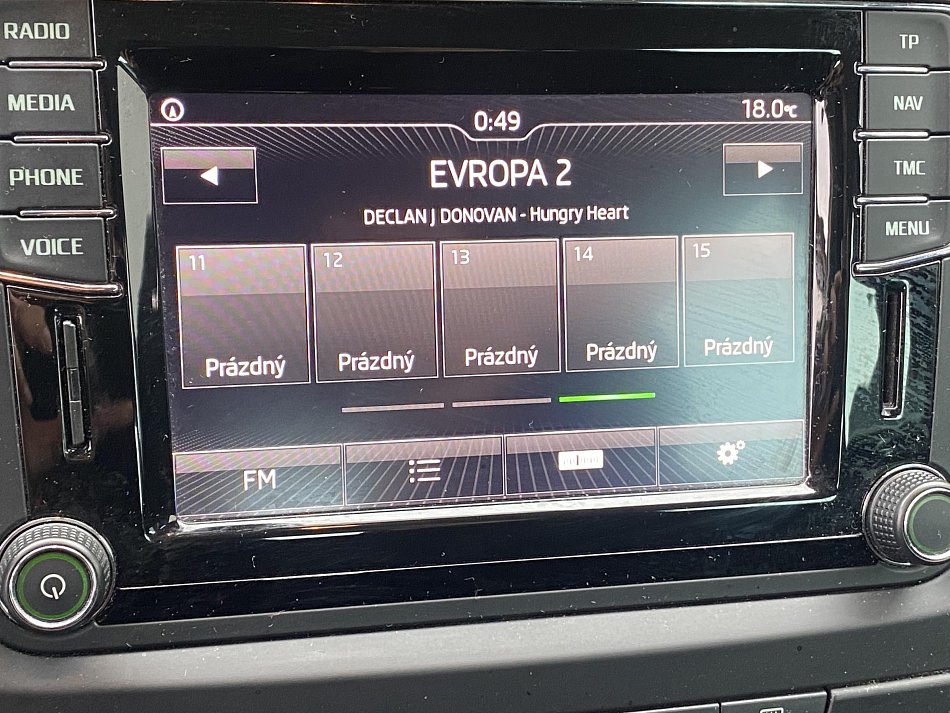 RADIO
MEDIA
PHONE
VOICE
0:49
18.0°C
EVROPA 2
DECLAN J DONOVAN - Hungry Heart
11
12
13
14
15
Prázdný
Prázdný
Prázdný
Prázdný
Prázdný
FM
TP
NAV
TMC
MENU